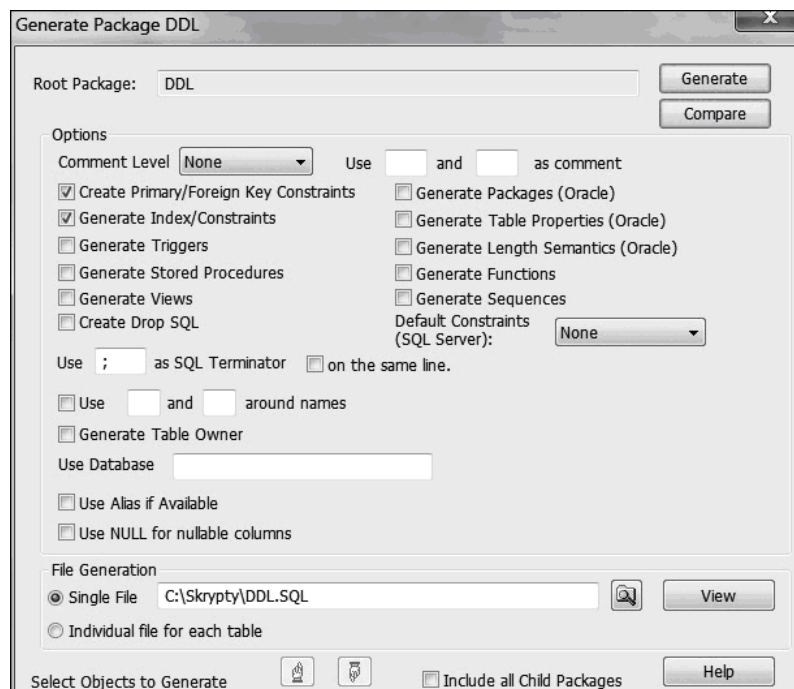 Generate Package DDL
X
Root Package: DDL Generate
Compare
Options
Comment Level None Use and as comment
Create Primary/Foreign Key Constraints Generate Packages (Oracle)
Generate Index/Constraints Generate Table Properties (Oracle)
Generate Triggers Generate Length Semantics (Oracle)
Generate Stored Procedures Generate Functions
Generate Views Generate Sequences
Create Drop SQL Default Constraints
(SQL Server): None
Use ; as SQL Terminator on the same line.
Use and around names
Generate Table Owner
Use Database
Use Alias if Available
Use NULL for nullable columns
File Generation
Single File C:\Skrypty\DDL.SQL View
Individual file for each table
Select Objects to Generate Include all Child Packages Help